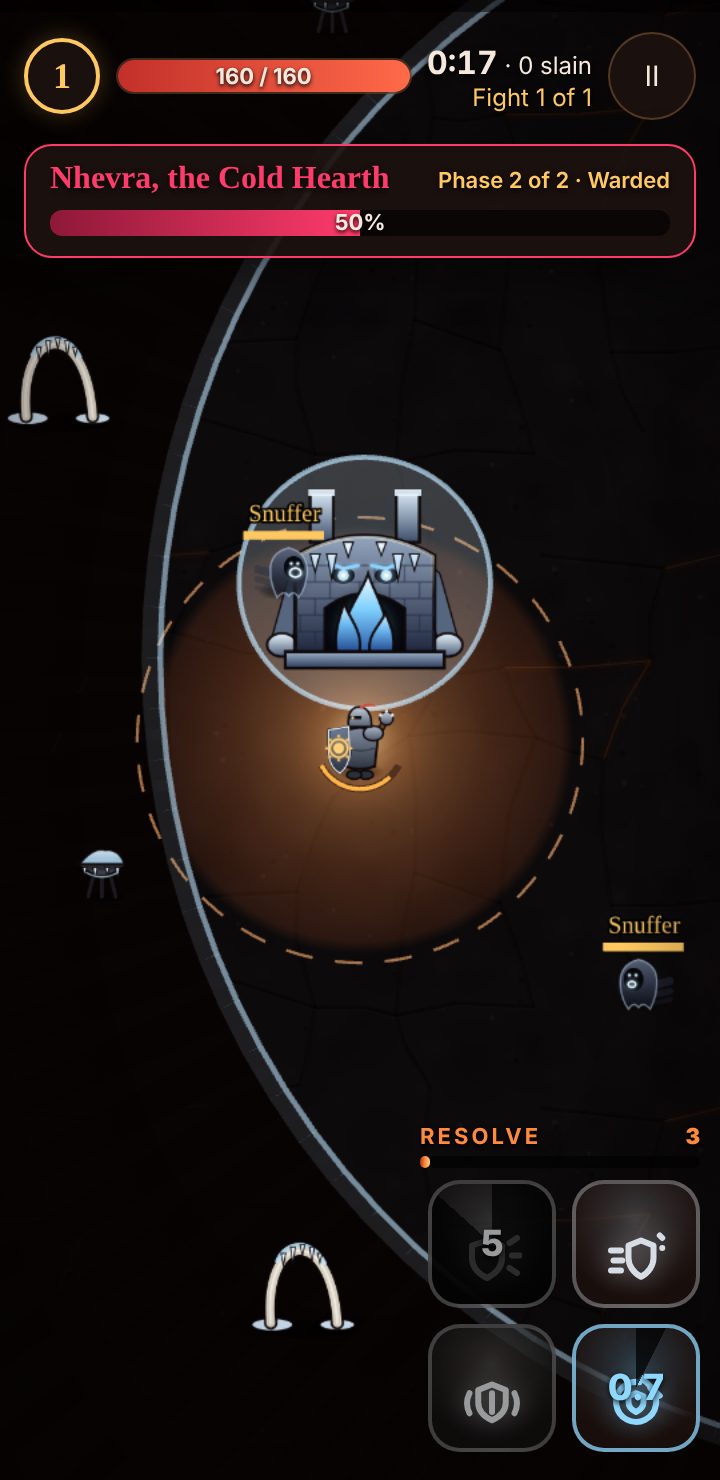 1
160 / 160
0:17 · 0 slain
Fight 1 of 1
Nhevra, the Cold Hearth
Phase 2 of 2 · Warded
50%
Snuffer
Snuffer
RESOLVE 3
5
0.7